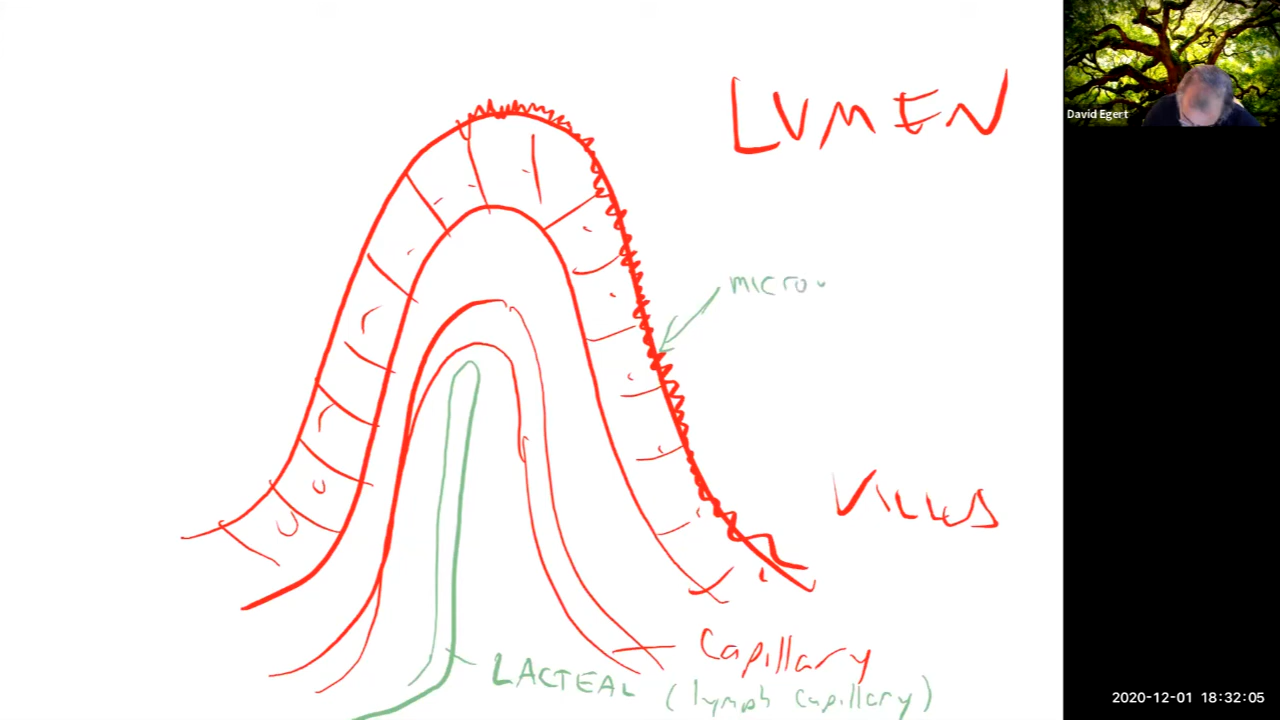 LUMEN
David Egert
micro
VILLUS
Capillary
LACTEAL (lymph capillary)
2020-12-01 18:32:05